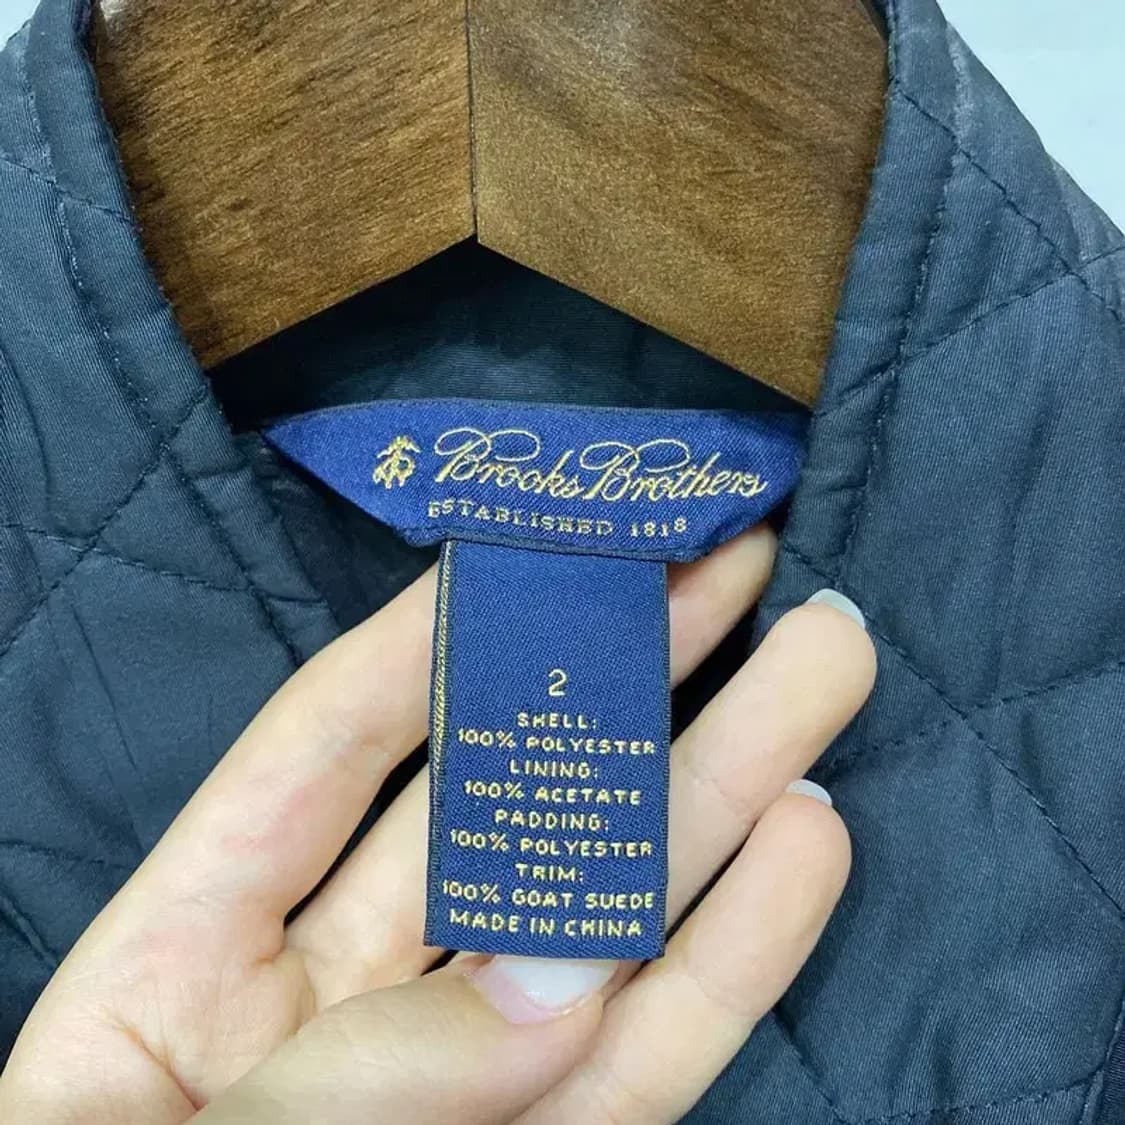 Brooks Brothers
ESTABLISHED 1818
2
SHELL:
100% POLYESTER
LINING:
100% ACETATE
PADDING:
100% POLYESTER
TRIM:
100% GOAT SUEDE
MADE IN CHINA